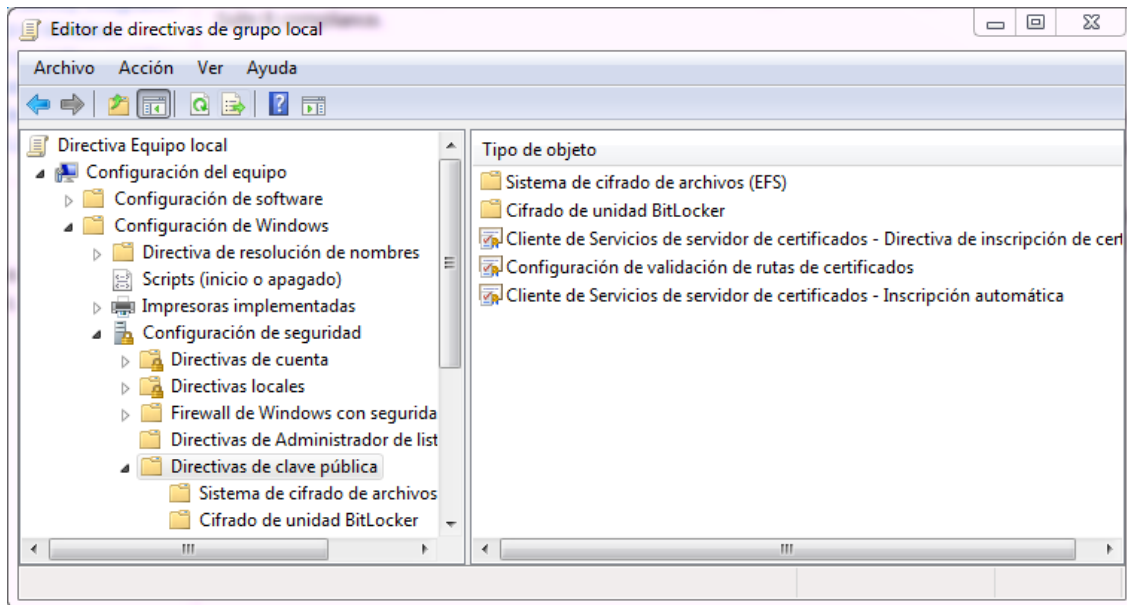 Editor de directivas de grupo local
Archivo Acción Ver Ayuda
Directiva Equipo local
Configuración del equipo
Configuración de software
Configuración de Windows
Directiva de resolución de nombres
Scripts (inicio o apagado)
Impresoras implementadas
Configuración de seguridad
Directivas de cuenta
Directivas locales
Firewall de Windows con segurida
Directivas de Administrador de list
Directivas de clave pública
Sistema de cifrado de archivos
Cifrado de unidad BitLocker
Tipo de objeto
Sistema de cifrado de archivos (EFS)
Cifrado de unidad BitLocker
Cliente de Servicios de servidor de certificados - Directiva de inscripción de cert
Configuración de validación de rutas de certificados
Cliente de Servicios de servidor de certificados - Inscripción automática